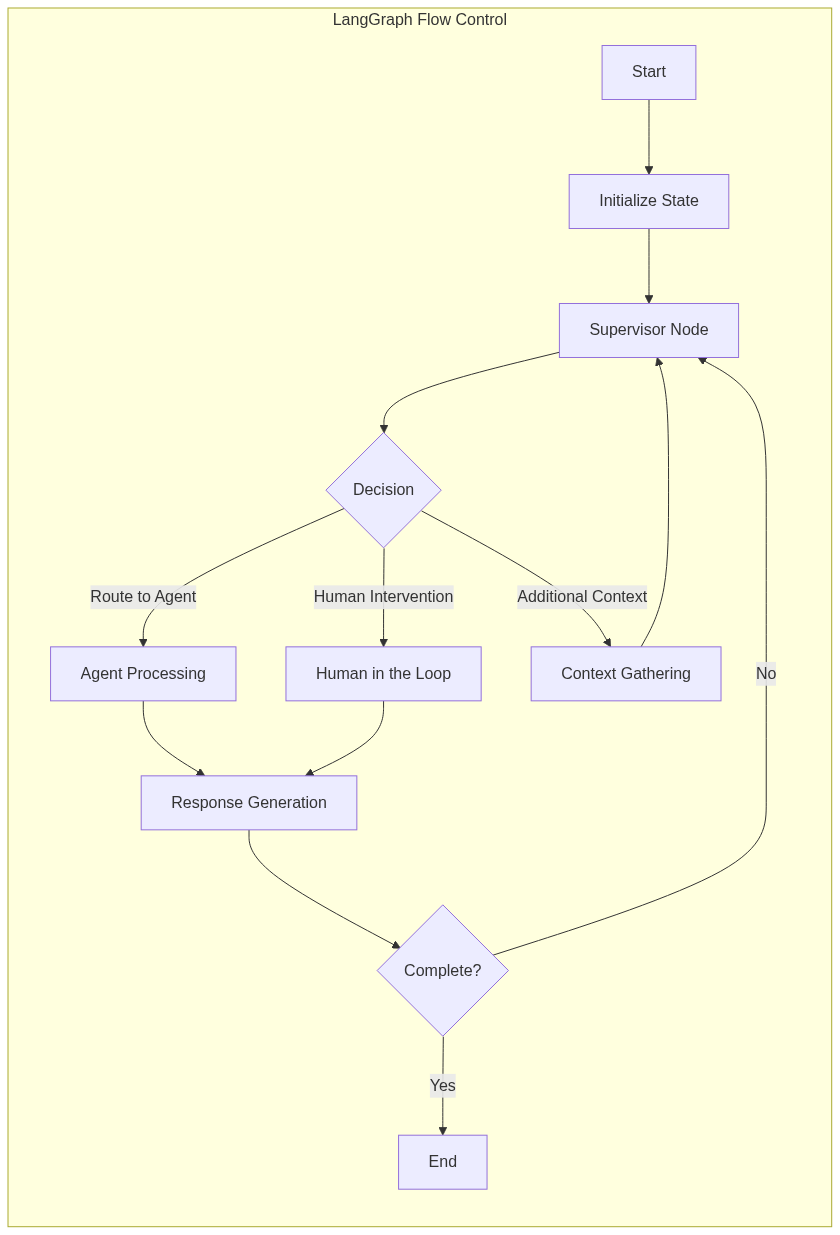 LangGraph Flow Control
Start
Initialize State
Supervisor Node
Decision
Route to Agent
Human Intervention
Additional Context
Agent Processing
Human in the Loop
Context Gathering
No
Response Generation
Complete?
Yes
End